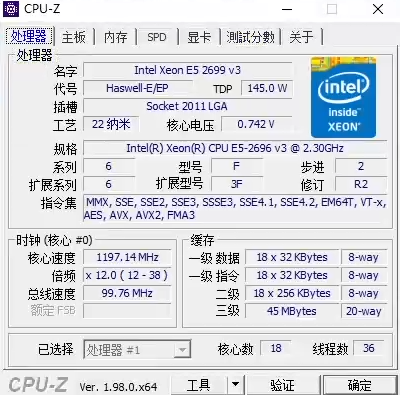 CPU-Z
处理器 主板 内存 SPD 显卡 測試分數 关于
处理器
名字 Intel Xeon E5 2699 v3
代号 Haswell-E/EP TDP 145.0 W
插槽 Socket 2011 LGA
工艺 22 纳米 核心电压 0.742 V
intel
inside™
XEON®
规格 Intel(R) Xeon(R) CPU E5-2696 v3 @ 2.30GHz
系列 6 型号 F 步进 2
扩展系列 6 扩展型号 3F 修订 R2
指令集 MMX, SSE, SSE2, SSE3, SSSE3, SSE4.1, SSE4.2, EM64T, VT-x,
AES, AVX, AVX2, FMA3
时钟 (核心 #0)
核心速度 1197.14 MHz
倍频 x 12.0 ( 12 - 38 )
总线速度 99.76 MHz
额定 FSB
缓存
一级 数据 18 x 32 KBytes 8-way
一级 指令 18 x 32 KBytes 8-way
二级 18 x 256 KBytes 8-way
三级 45 MBytes 20-way
已选择 处理器 #1 核心数 18 线程数 36
CPU-Z Ver. 1.98.0.x64 工具 验证 确定